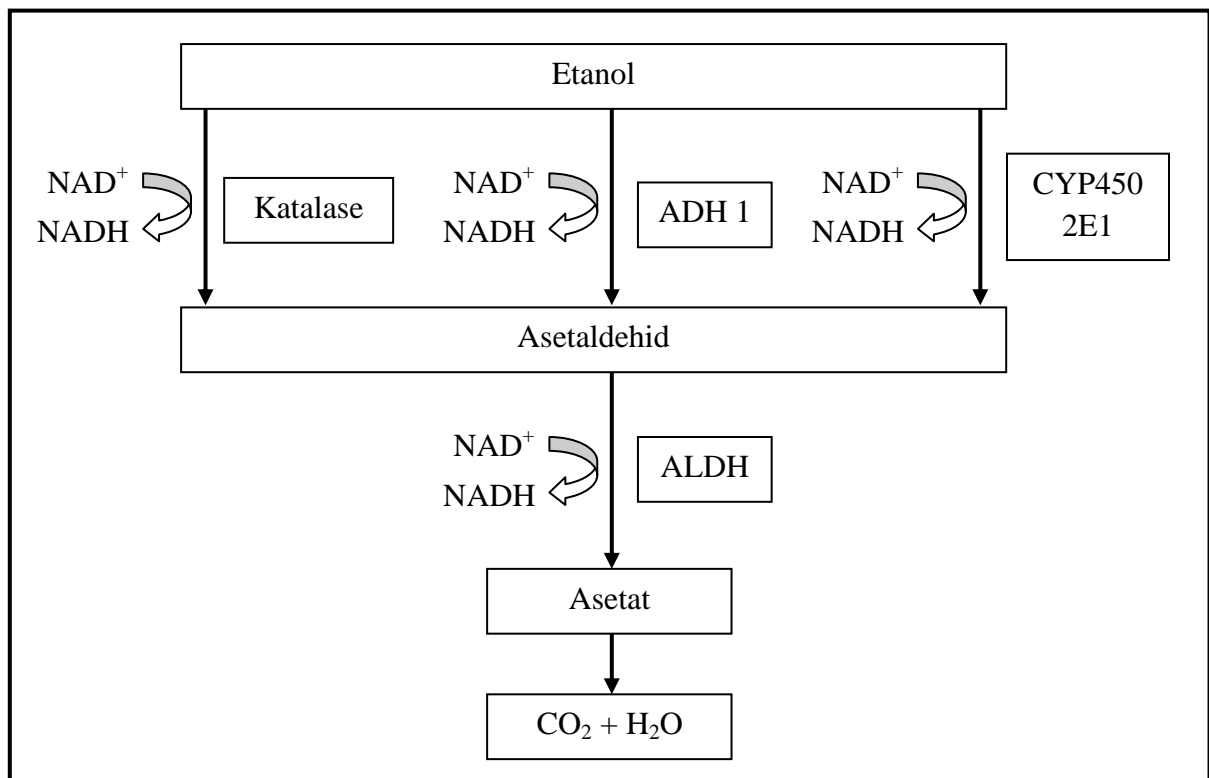 Etanol
NAD⁺
NADH
Katalase
NAD⁺
NADH
ADH 1
NAD⁺
NADH
CYP450
2E1
Asetaldehid
NAD⁺
NADH
ALDH
Asetat
CO₂ + H₂O